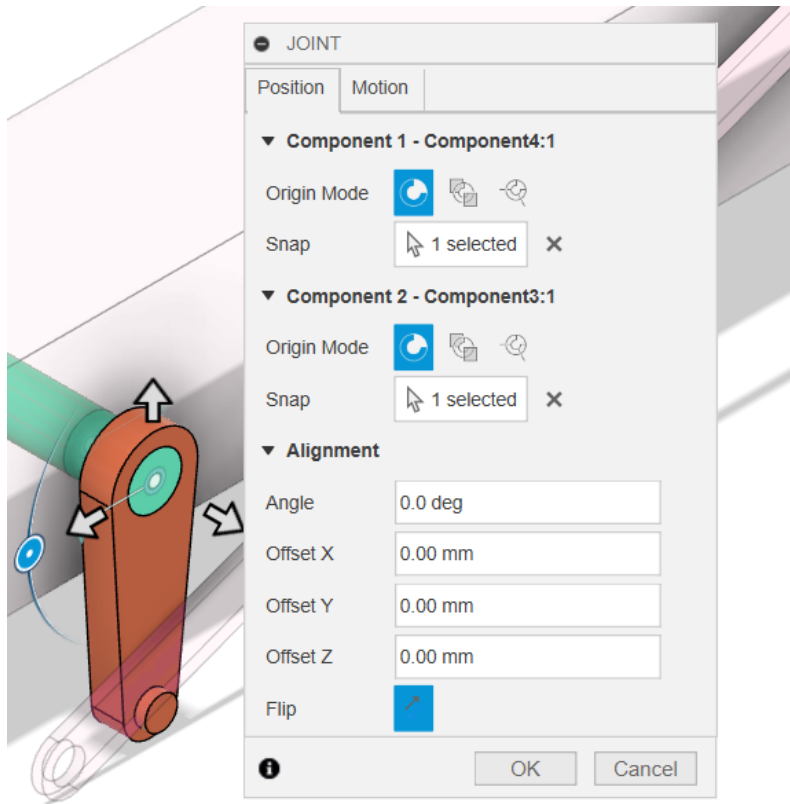 JOINT
Position Motion
Component 1 - Component4:1
Origin Mode
Snap 1 selected
Component 2 - Component3:1
Origin Mode
Snap 1 selected
Alignment
Angle 0.0 deg
Offset X 0.00 mm
Offset Y 0.00 mm
Offset Z 0.00 mm
Flip
OK Cancel